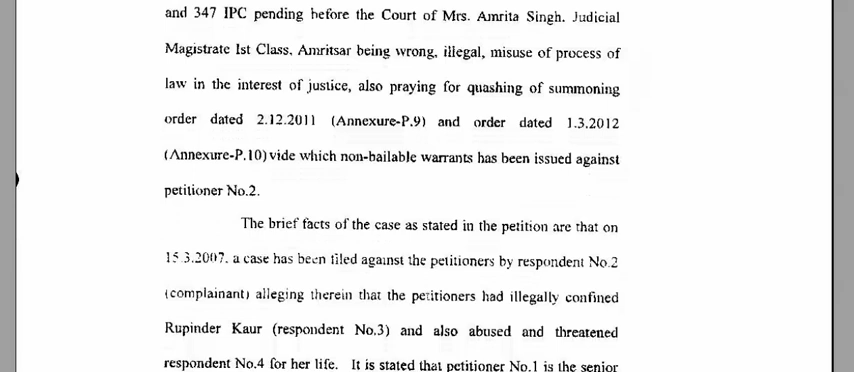 and 347 IPC pending before the Court of Mrs. Amrita Singh. Judicial
Magistrate Ist Class, Amritsar being wrong, illegal, misuse of process of
law in the interest of justice, also praying for quashing of summoning
order dated 2.12.2011 (Annexure-P.9) and order dated 1.3.2012
(Annexure-P.10) vide which non-bailable warrants has been issued against
petitioner No.2.
The brief facts of the case as stated in the petition are that on
15.3.2007, a case has been filed against the petitioners by respondent No.2
(complainant) alleging therein that the petitioners had illegally confined
Rupinder Kaur (respondent No.3) and also abused and threatened
respondent No.4 for her life. It is stated that petitioner No.1 is the senior